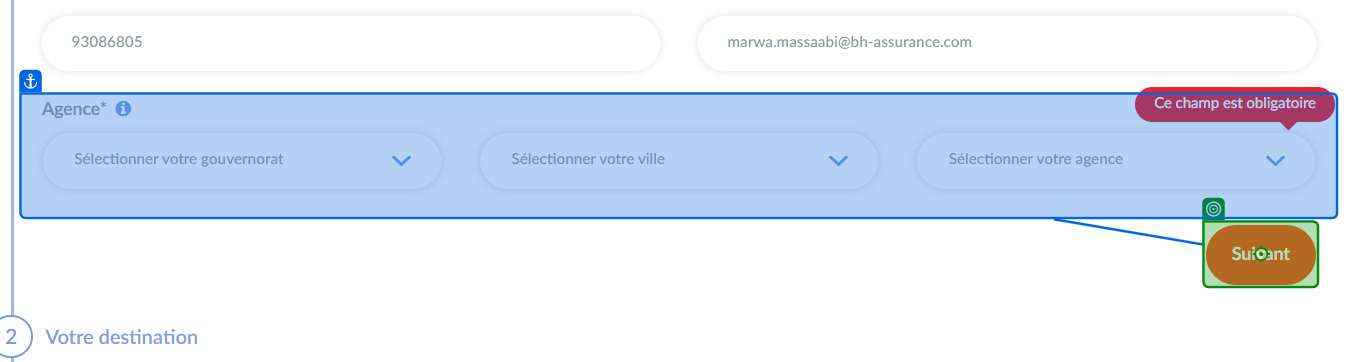 93086805
marwa.massaabi@bh-assurance.com
Agence*
Ce champ est obligatoire
Sélectionner votre gouvernorat
Sélectionner votre ville
Sélectionner votre agence
Suivant
2 Votre destination